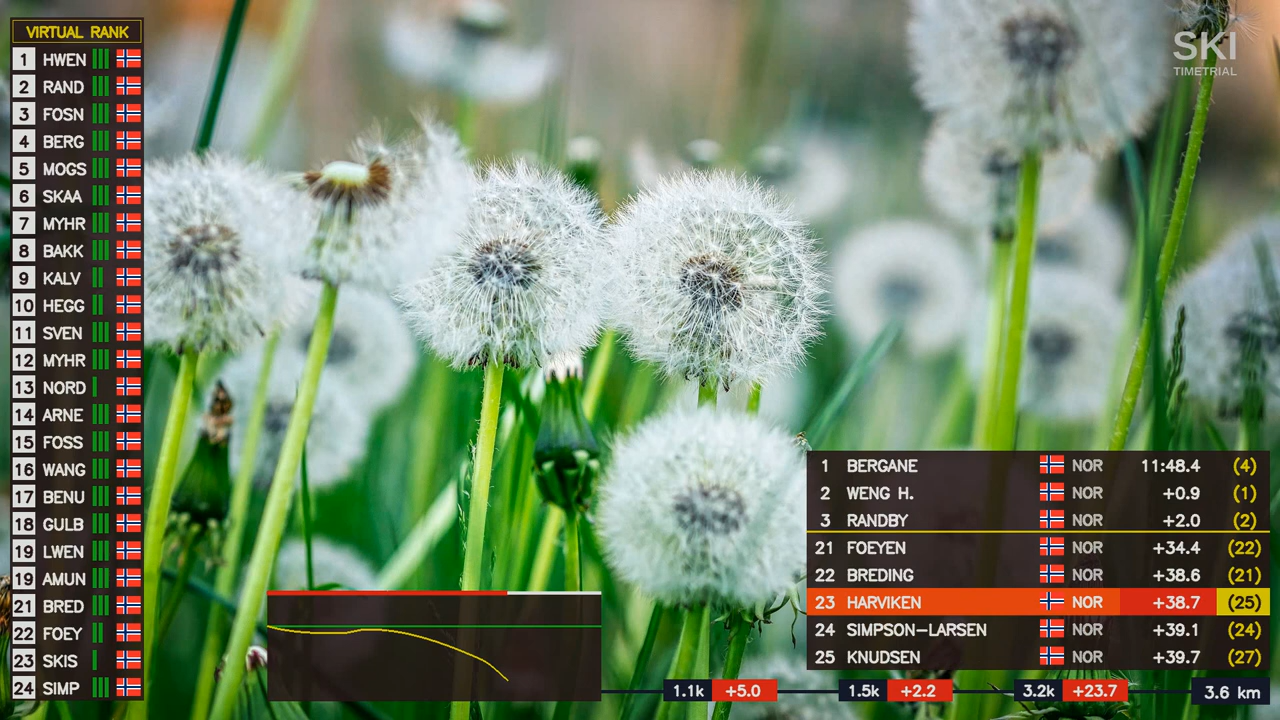 VIRTUAL RANK
1 HWEN
2 RAND
3 FOSN
4 BERG
5 MOGS
6 SKAA
7 MYHR
8 BAKK
9 KALV
10 HEGG
11 SVEN
12 MYHR
13 NORD
14 ARNE
15 FOSS
16 WANG
17 BENU
18 GULB
19 LWEN
19 AMUN
21 BRED
22 FOEY
23 SKIS
24 SIMP
SKI
TIMETRIAL
1 BERGANE NOR 11:48.4 (4)
2 WENG H. NOR +0.9 (1)
3 RANDBY NOR +2.0 (2)
21 FOEYEN NOR +34.4 (22)
22 BREDING NOR +38.6 (21)
23 HARVIKEN NOR +38.7 (25)
24 SIMPSON-LARSEN NOR +39.1 (24)
25 KNUDSEN NOR +39.7 (27)
1.1k +5.0 1.5k +2.2 3.2k +23.7 3.6 km